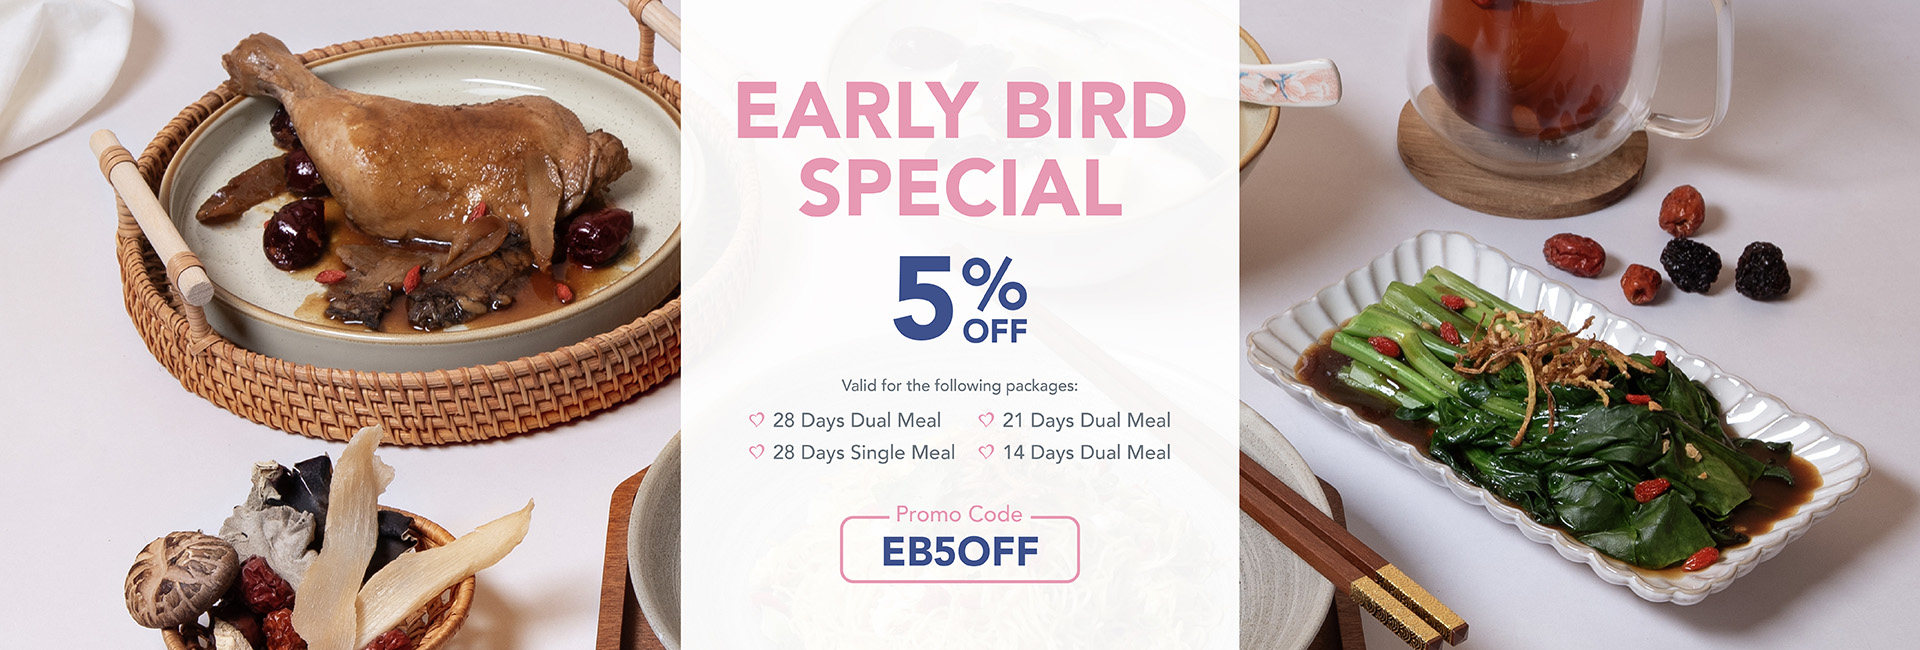 EARLY BIRD
SPECIAL
5% OFF
Valid for the following packages:
28 Days Dual Meal
21 Days Dual Meal
28 Days Single Meal
14 Days Dual Meal
Promo Code
EB5OFF